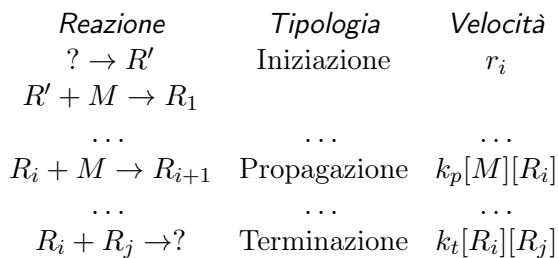 Reazione Tipologia Velocità
? → R' Iniziazione r_i
R' + M → R_1
... ... ...
R_i + M → R_{i+1} Propagazione k_p[M][R_i]
... ... ...
R_i + R_j →? Terminazione k_t[R_i][R_j]